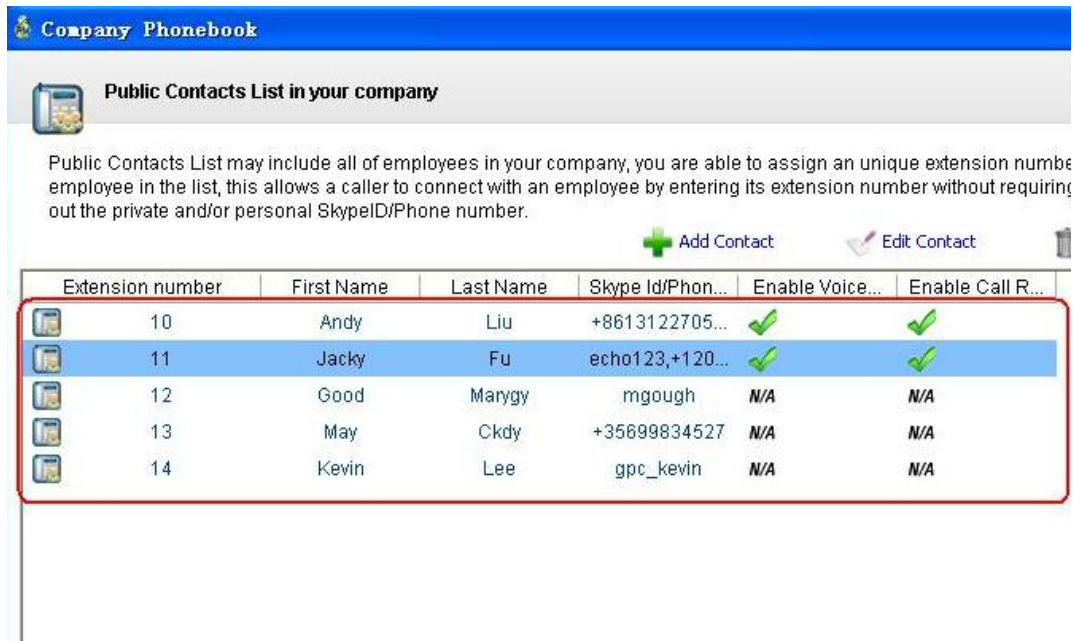 Company Phonebook
Public Contacts List in your company
Public Contacts List may include all of employees in your company, you are able to assign an unique extension numbe
employee in the list, this allows a caller to connect with an employee by entering its extension number without requiring
out the private and/or personal SkypeID/Phone number.
Add Contact Edit Contact
Extension number First Name Last Name Skype Id/Phon... Enable Voice... Enable Call R...
10 Andy Liu +8613122705...
11 Jacky Fu echo123,+120...
12 Good Marygy mgough N/A N/A
13 May Ckdy +35699834527 N/A N/A
14 Kevin Lee gpc_kevin N/A N/A